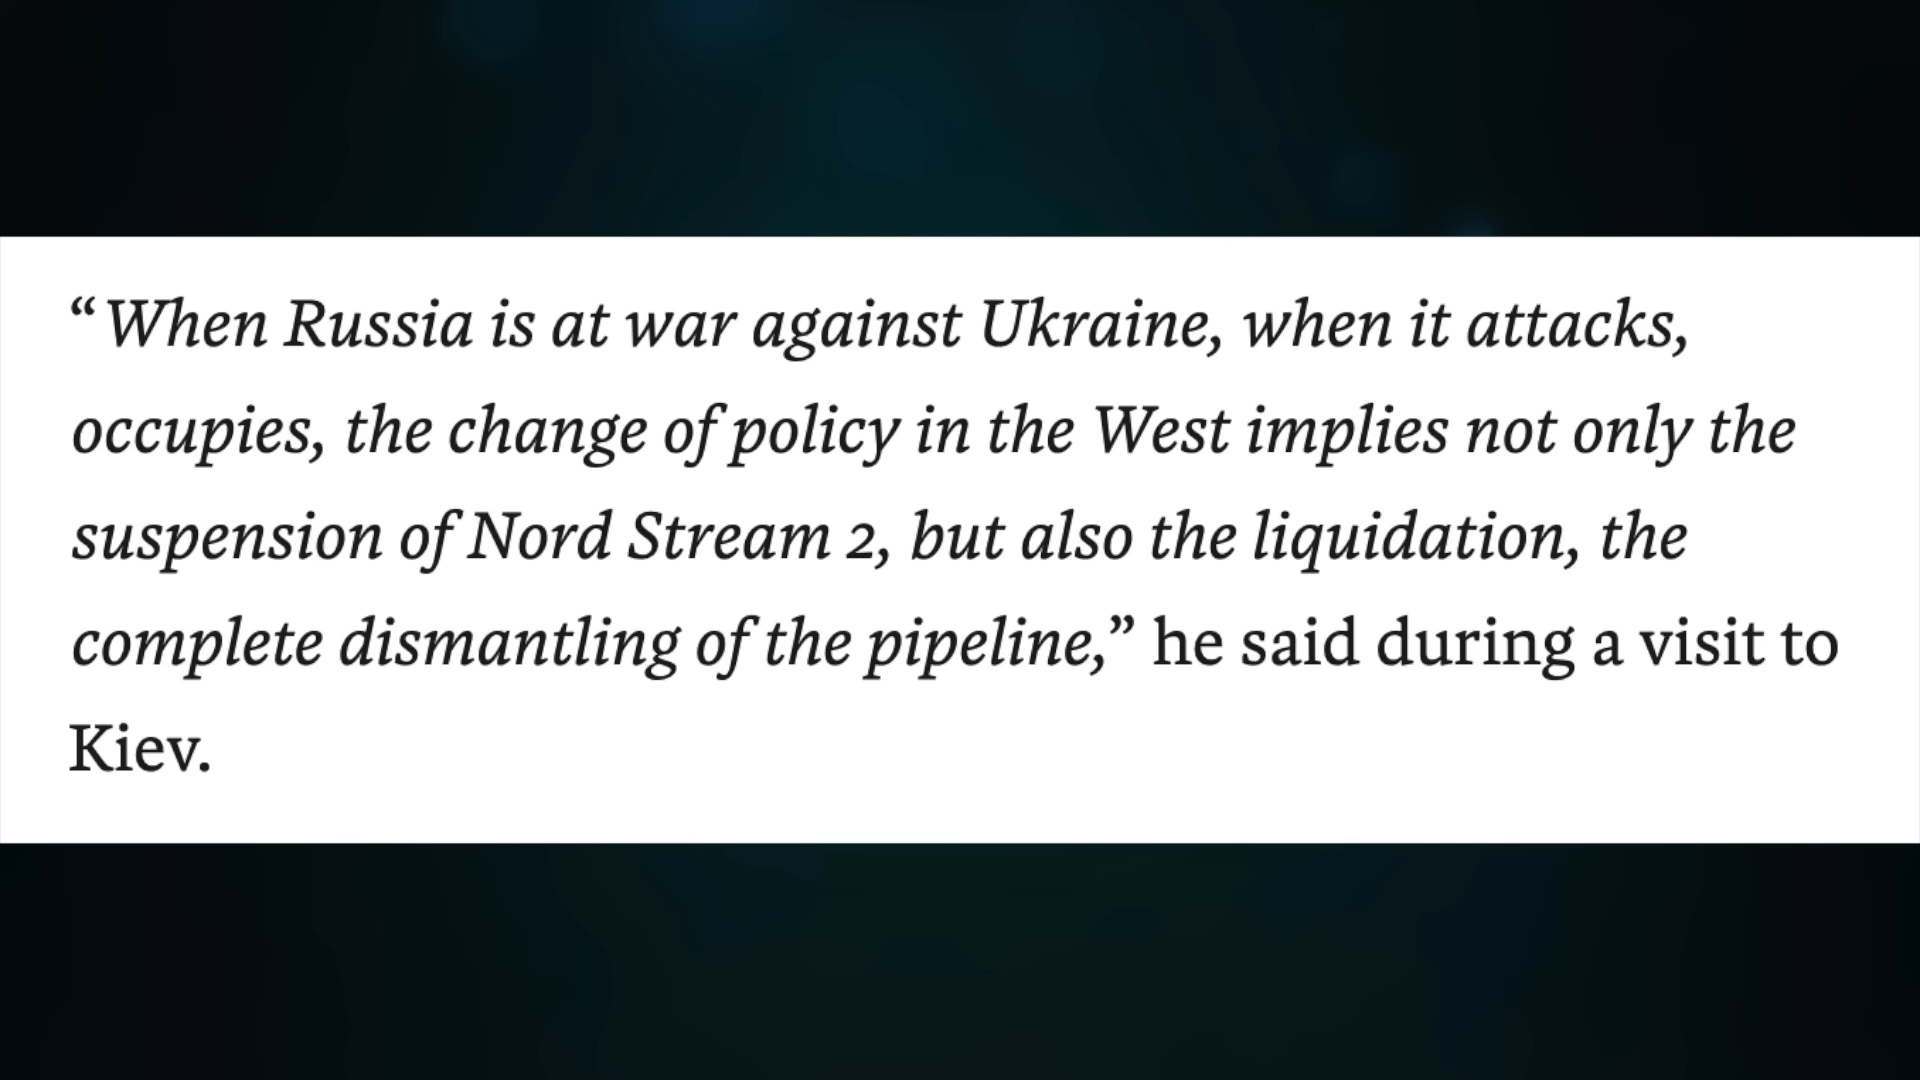 “When Russia is at war against Ukraine, when it attacks,
occupies, the change of policy in the West implies not only the
suspension of Nord Stream 2, but also the liquidation, the
complete dismantling of the pipeline,” he said during a visit to
Kiev.